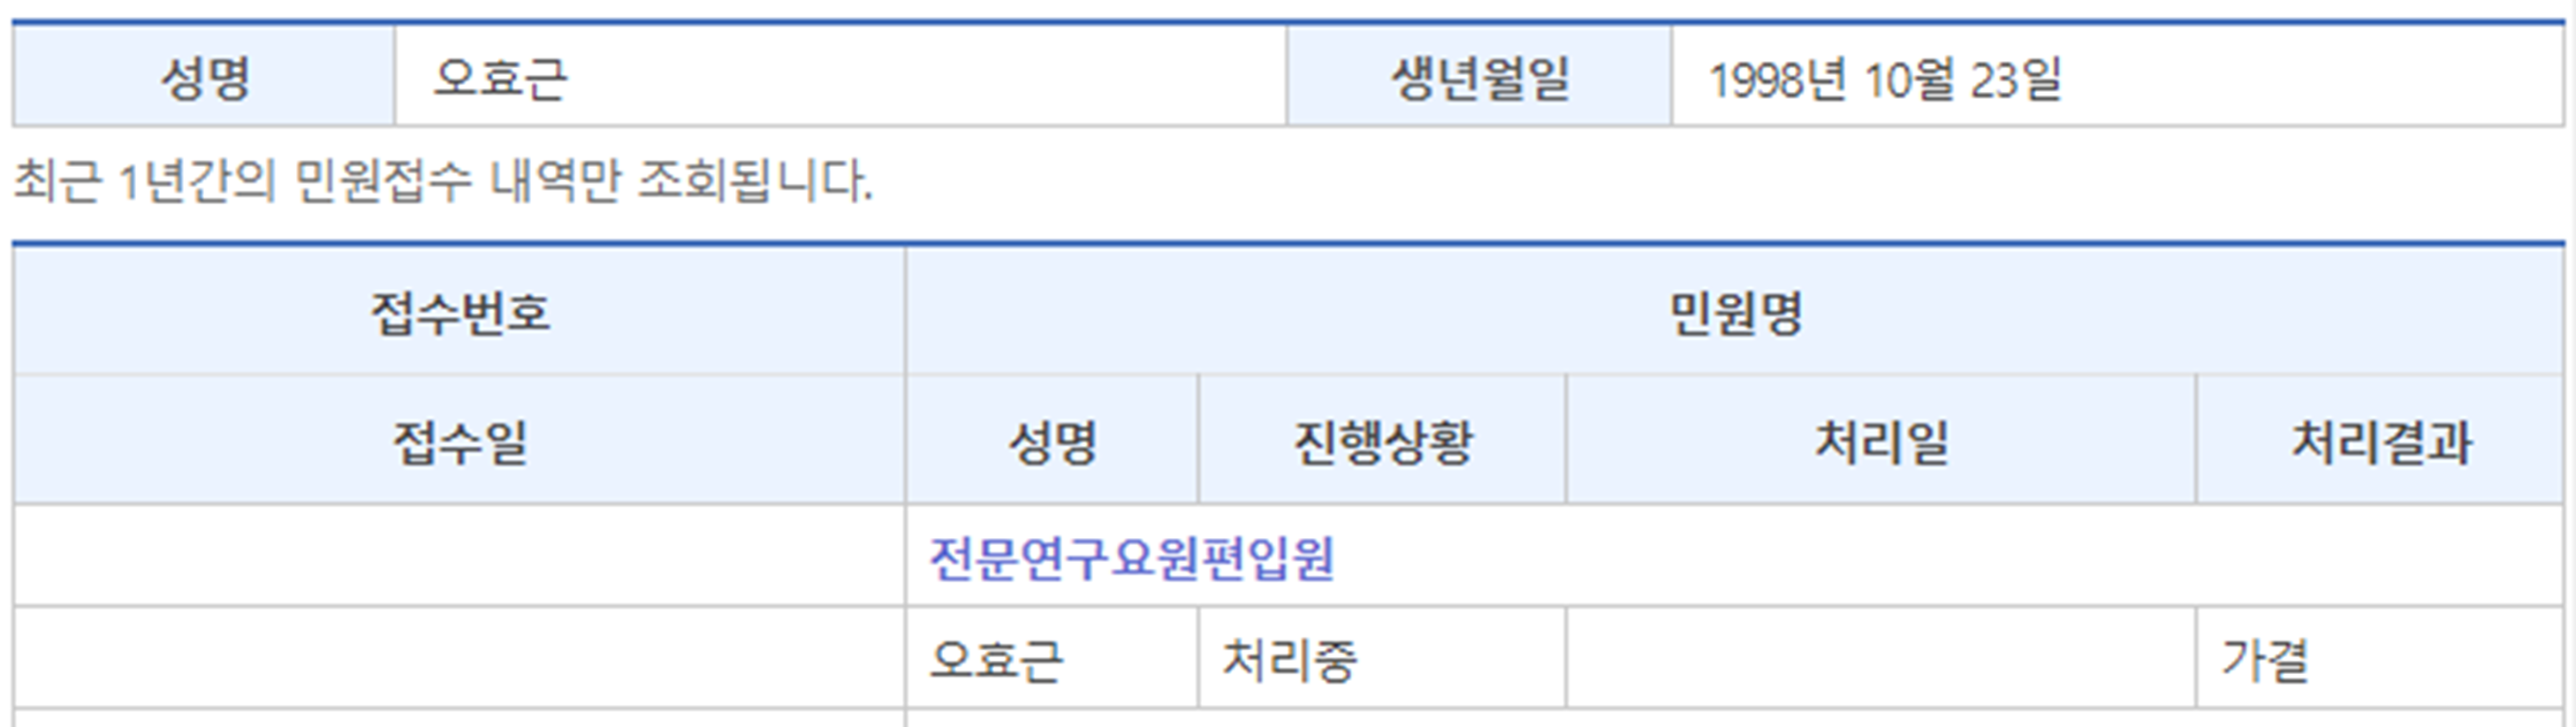 성명 오효근 생년월일 1998년 10월 23일
최근 1년간의 민원접수 내역만 조회됩니다.
접수번호 민원명
접수일 성명 진행상황 처리일 처리결과
전문연구요원편입원
오효근 처리중 가결